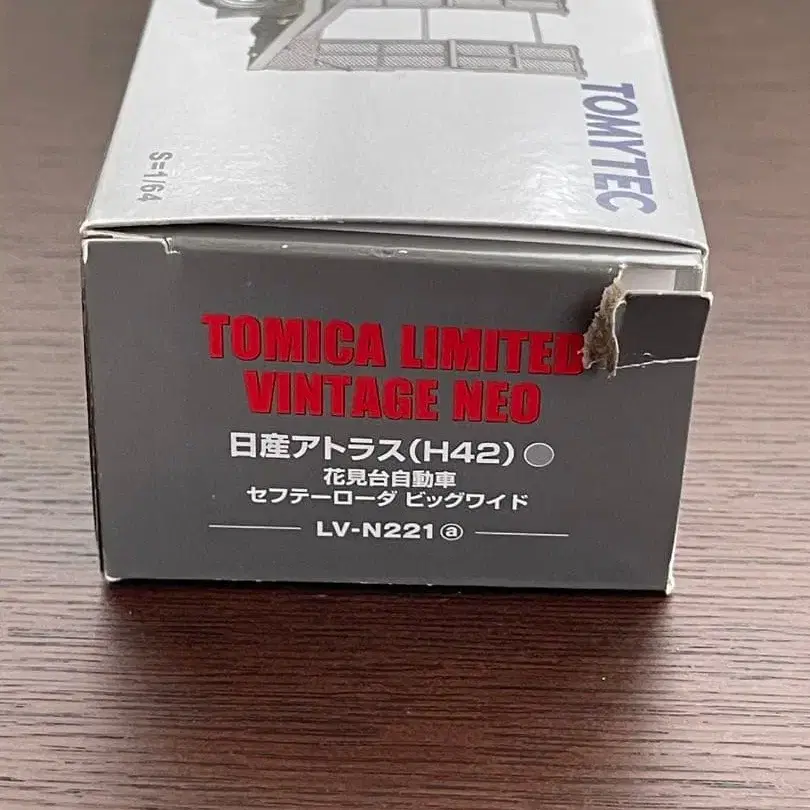 TOMYTEC
S=1/64
TOMICA LIMITED
VINTAGE NEO
日産アトラス(H42)
花見台自動車
セフテーローダ ビッグワイド
LV-N221ⓐ